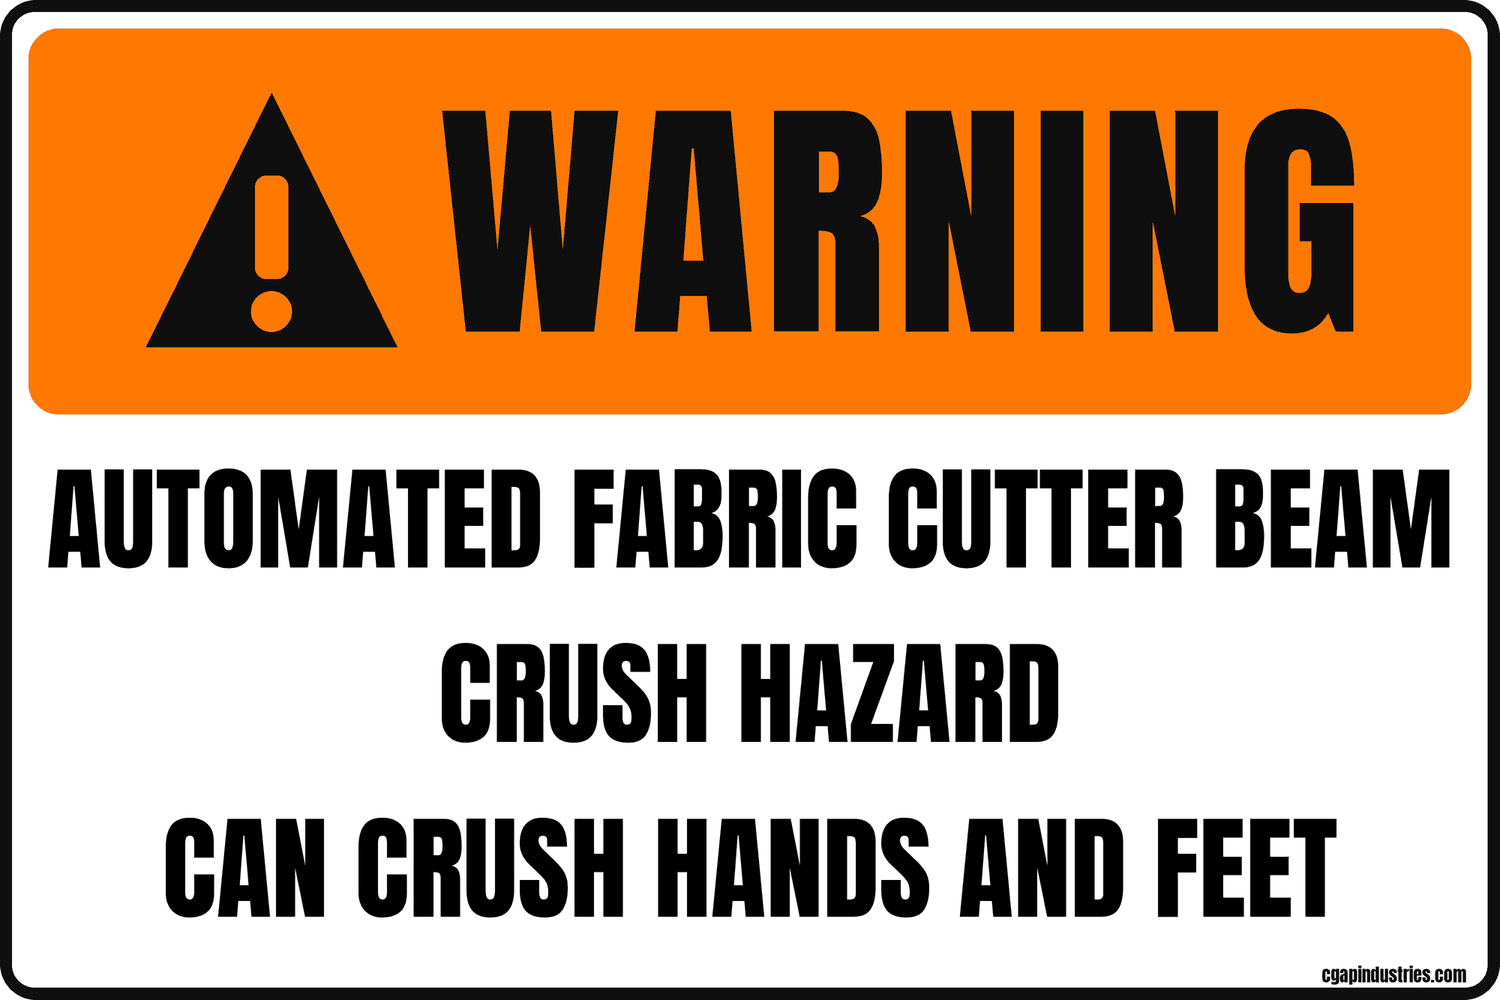 WARNING
AUTOMATED FABRIC CUTTER BEAM
CRUSH HAZARD
CAN CRUSH HANDS AND FEET
cgapindustries.com